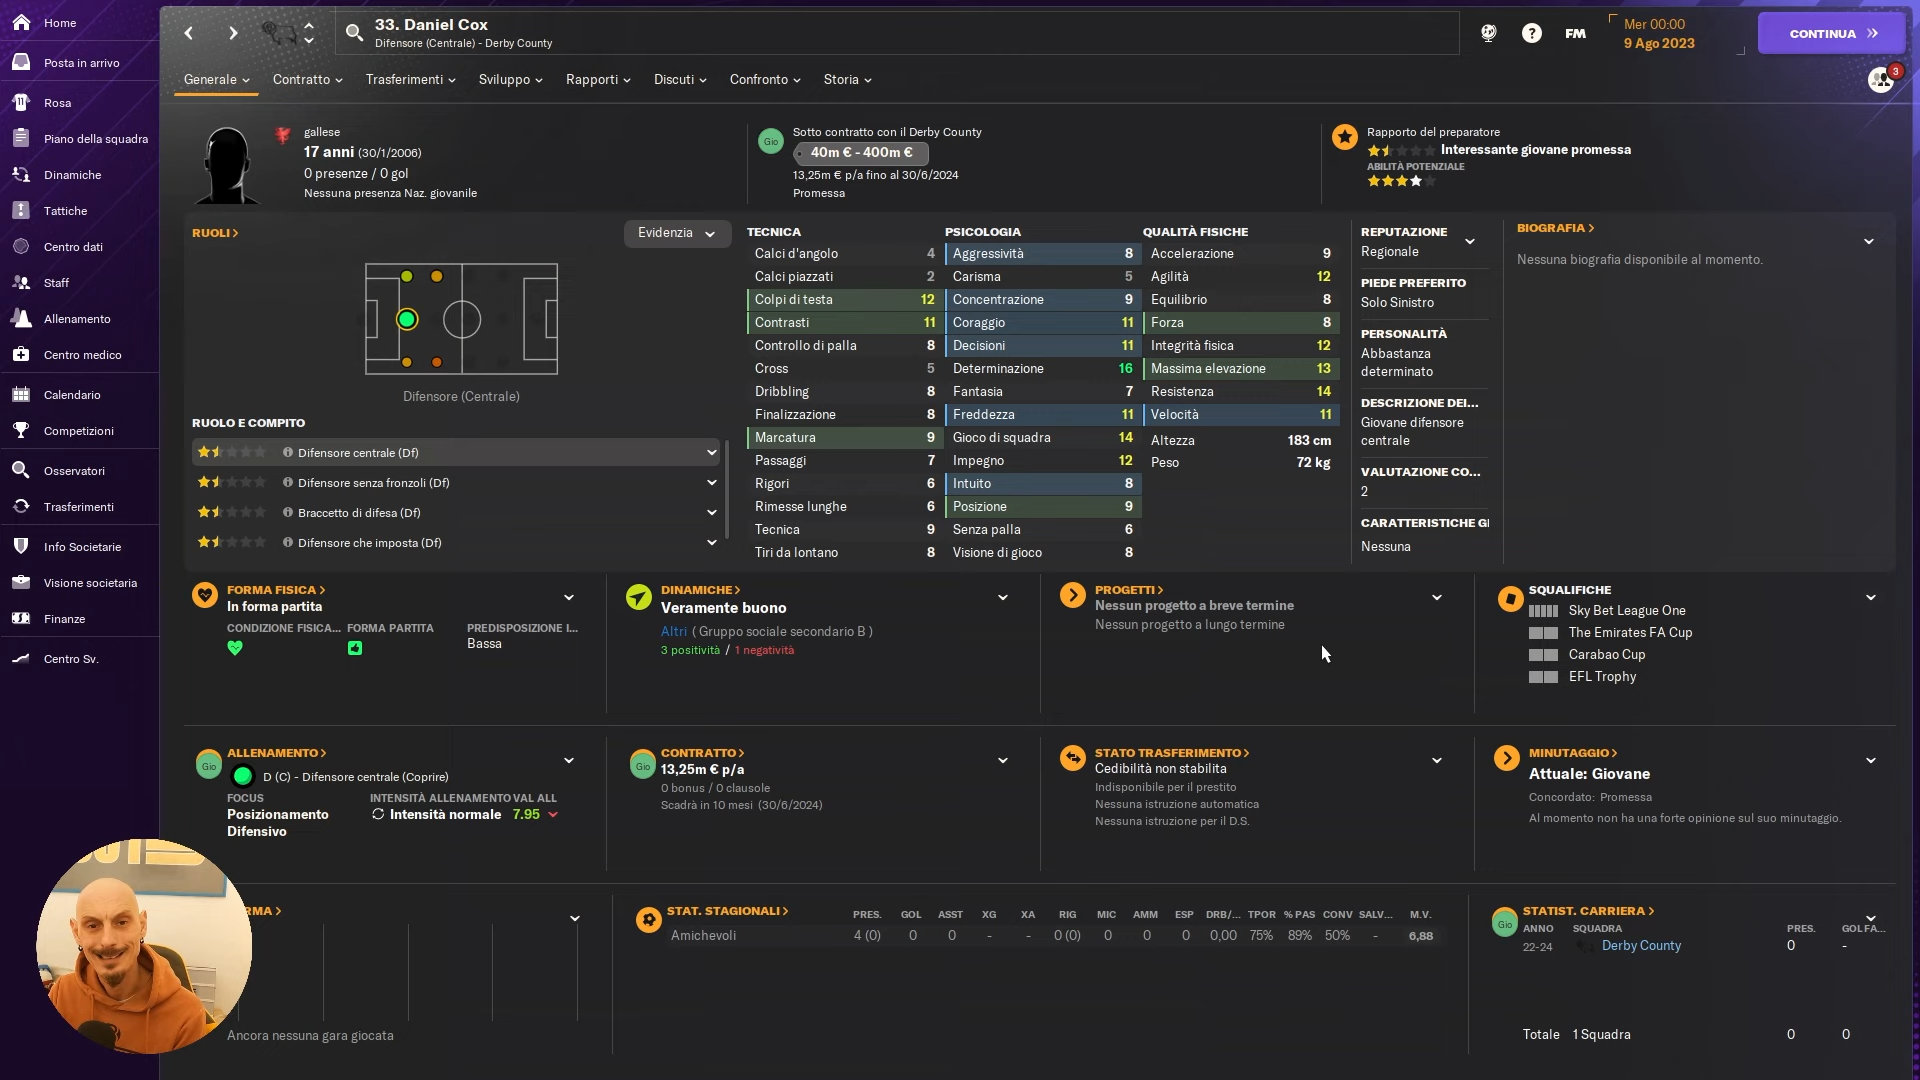 Home
Posta in arrivo
Rosa
Piano della squadra
Dinamiche
Tattiche
Centro dati
Staff
Allenamento
Centro medico
Calendario
Competizioni
Osservatori
Trasferimenti
Info Societarie
Visione societaria
Finanze
Centro Sv.
33. Daniel Cox
Difensore (Centrale) - Derby County
FM
Mer 00:00
9 Ago 2023
CONTINUA
Generale Contratto Trasferimenti Sviluppo Rapporti Discuti Confronto Storia
3
gallese
17 anni (30/1/2006)
0 presenze / 0 gol
Nessuna presenza Naz. giovanile
Gio
Sotto contratto con il Derby County
40m € - 400m €
13,25m € p/a fino al 30/6/2024
Promessa
Rapporto del preparatore
Interessante giovane promessa
ABILITÀ POTENZIALE
RUOLI
Evidenzia
Difensore (Centrale)
RUOLO E COMPITO
Difensore centrale (Df)
Difensore senza fronzoli (Df)
Braccetto di difesa (Df)
Difensore che imposta (Df)
TECNICA
Calci d'angolo 4
Calci piazzati 2
Colpi di testa 12
Contrasti 11
Controllo di palla 8
Cross 5
Dribbling 8
Finalizzazione 8
Marcatura 9
Passaggi 7
Rigori 6
Rimesse lunghe 6
Tecnica 9
Tiri da lontano 8
PSICOLOGIA
Aggressività 8
Carisma 5
Concentrazione 9
Coraggio 11
Decisioni 11
Determinazione 16
Fantasia 7
Freddezza 11
Gioco di squadra 14
Impegno 12
Intuito 8
Posizione 9
Senza palla 6
Visione di gioco 8
QUALITÀ FISICHE
Accelerazione 9
Agilità 12
Equilibrio 8
Forza 8
Integrità fisica 12
Massima elevazione 13
Resistenza 14
Velocità 11
Altezza 183 cm
Peso 72 kg
REPUTAZIONE
Regionale
PIEDE PREFERITO
Solo Sinistro
PERSONALITÀ
Abbastanza
determinato
DESCRIZIONE DEI...
Giovane difensore
centrale
VALUTAZIONE CO...
2
CARATTERISTICHE GI
Nessuna
BIOGRAFIA
Nessuna biografia disponibile al momento.
FORMA FISICA
In forma partita
CONDIZIONE FISICA... FORMA PARTITA PREDISPOSIZIONE I...
Bassa
DINAMICHE
Veramente buono
Altri ( Gruppo sociale secondario B )
3 positività / 1 negatività
PROGETTI
Nessun progetto a breve termine
Nessun progetto a lungo termine
SQUALIFICHE
Sky Bet League One
The Emirates FA Cup
Carabao Cup
EFL Trophy
Gio
ALLENAMENTO
D (C) - Difensore centrale (Coprire)
FOCUS INTENSITÀ ALLENAMENTO VAL ALL
Posizionamento
Difensivo
Intensità normale 7.95
Gio
CONTRATTO
13,25m € p/a
0 bonus / 0 clausole
Scadrà in 10 mesi (30/6/2024)
STATO TRASFERIMENTO
Cedibilità non stabilita
Indisponibile per il prestito
Nessuna istruzione automatica
Nessuna istruzione per il D.S.
MINUTAGGIO
Attuale: Giovane
Concordato: Promessa
Al momento non ha una forte opinione sul suo minutaggio.
RMA
Ancora nessuna gara giocata
STAT. STAGIONALI PRES. GOL ASST XG XA RIG MIC AMM ESP DRB/... TPOR % PAS CONV SALV... M.V.
Amichevoli 4 (0) 0 0 - - 0 (0) 0 0 0 0,00 75% 89% 50% - 6,88
Gio
STATIST. CARRIERA
ANNO SQUADRA PRES. GOL FA...
22-24 Derby County 0 -
Totale 1 Squadra 0 0